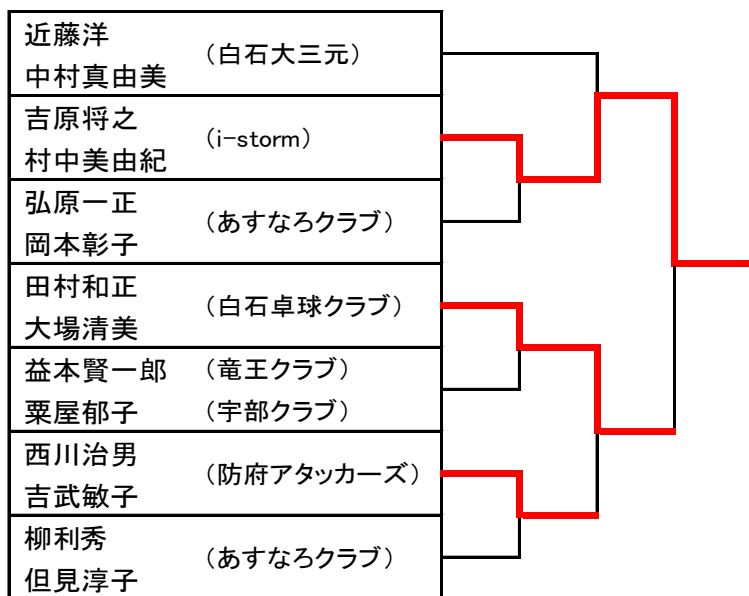 近藤洋
中村真由美
（白石大三元）
吉原将之
村中美由紀
（i-storm）
弘原一正
岡本彰子
（あすなろクラブ）
田村和正
大場清美
（白石卓球クラブ）
益本賢一郎 （竜王クラブ）
粟屋郁子 （宇部クラブ）
西川治男
吉武敏子
（防府アタッカーズ）
柳利秀
但見淳子
（あすなろクラブ）